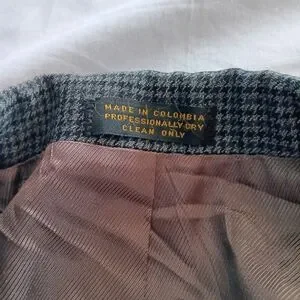 MADE IN COLOMBIA
PROFESSIONALLY DRY
CLEAN ONLY